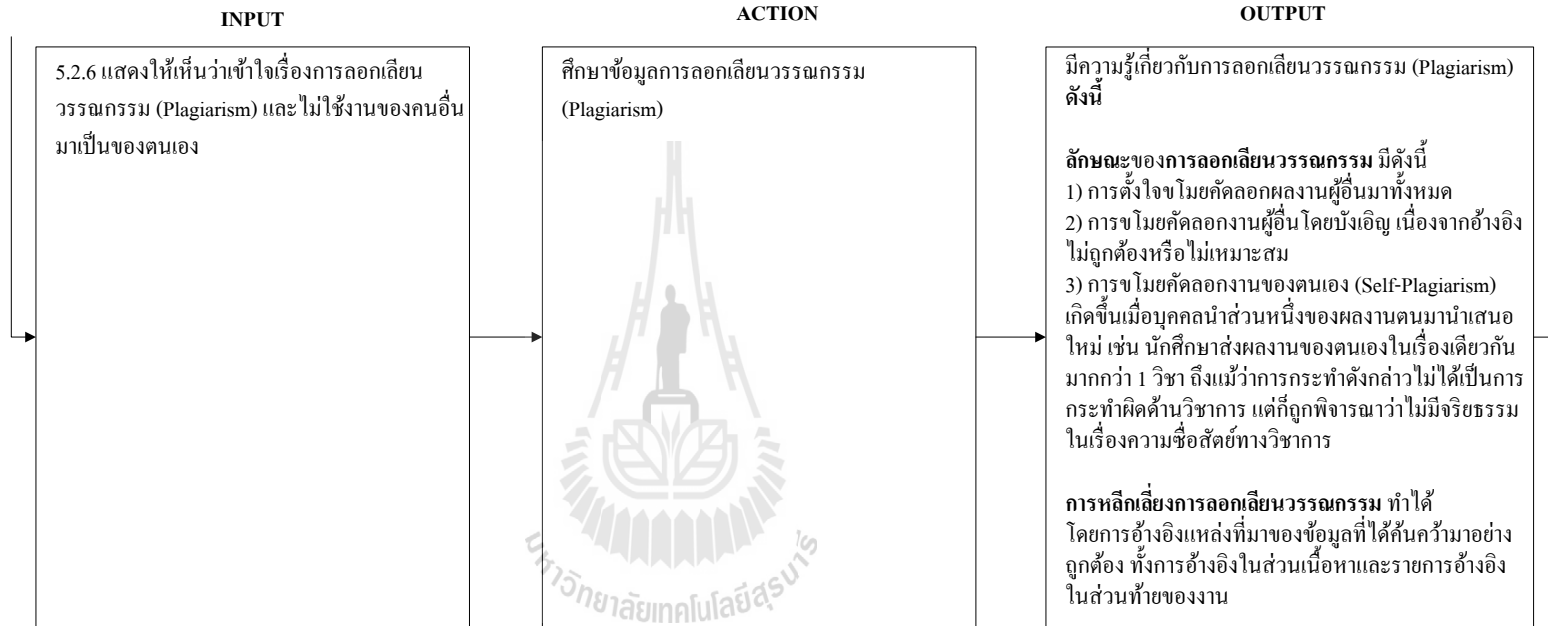 INPUT
ACTION
OUTPUT
5.2.6 แสดงให้เห็นว่าเข้าใจเรื่องการลอกเลียน
วรรณกรรม (Plagiarism) และไม่ใช้งานของคนอื่น
มาเป็นของตนเอง
ศึกษาข้อมูลการลอกเลียนวรรณกรรม
(Plagiarism)
มีความรู้เกี่ยวกับการลอกเลียนวรรณกรรม (Plagiarism)
ดังนี้
ลักษณะของการลอกเลียนวรรณกรรม มีดังนี้
1) การตั้งใจขโมยคัดลอกผลงานผู้อื่นมาทั้งหมด
2) การขโมยคัดลอกงานผู้อื่นโดยบังเอิญ เนื่องจากอ้างอิง
ไม่ถูกต้องหรือไม่เหมาะสม
3) การขโมยคัดลอกงานของตนเอง (Self-Plagiarism)
เกิดขึ้นเมื่อบุคคลนำส่วนหนึ่งของผลงานตนมานำเสนอ
ใหม่ เช่น นักศึกษาส่งผลงานของตนเองในเรื่องเดียวกัน
มากกว่า 1 วิชา ถึงแม้ว่าการกระทำดังกล่าวไม่ได้เป็นการ
กระทำผิดด้านวิชาการ แต่ก็ถูกพิจารณาว่าไม่มีจริยธรรม
ในเรื่องความซื่อสัตย์ทางวิชาการ
การหลีกเลี่ยงการลอกเลียนวรรณกรรม ทำได้
โดยการอ้างอิงแหล่งที่มาของข้อมูลที่ได้ค้นคว้ามาอย่าง
ถูกต้อง ทั้งการอ้างอิงในส่วนเนื้อหาและรายการอ้างอิง
ในส่วนท้ายของงาน
มหาวิทยาลัยเทคโนโลยีสุรนารี